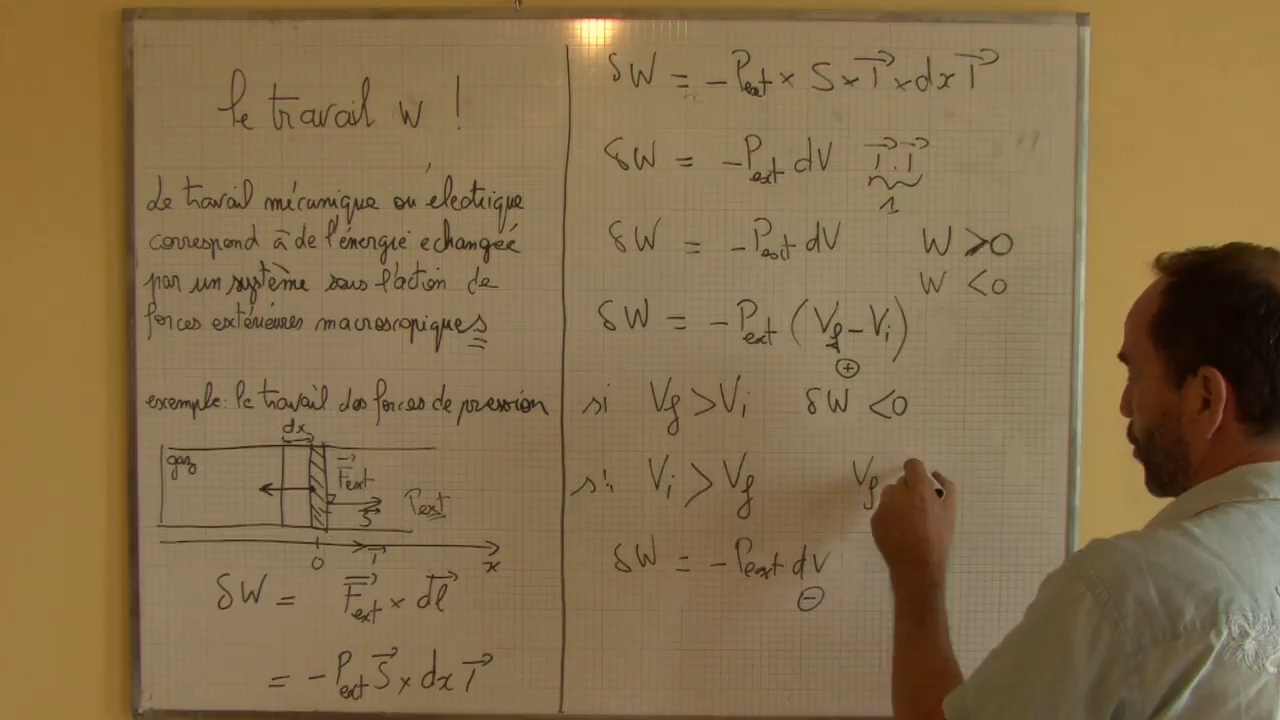 le travail W !
Le travail mécanique ou électrique
correspond à de l'énergie echangée
par un système sous l'action de
forces extérieures macroscopiques
exemple: le travail des forces de pression
dx
gaz
F⃗ext
S⃗
Pext
i⃗
0
x
δW = F⃗ext × dl⃗
= -Pext S⃗ × dx i⃗
δW = -Pext × S × i⃗ × dx i⃗
δW = -Pext dV i⃗ . i⃗
1
δW = -Pext dV W >0
W <0
δW = -Pext (Vf - Vi)
+
si Vf > Vi δW <0
si Vi > Vf Vf
δW = -Pext dV
-